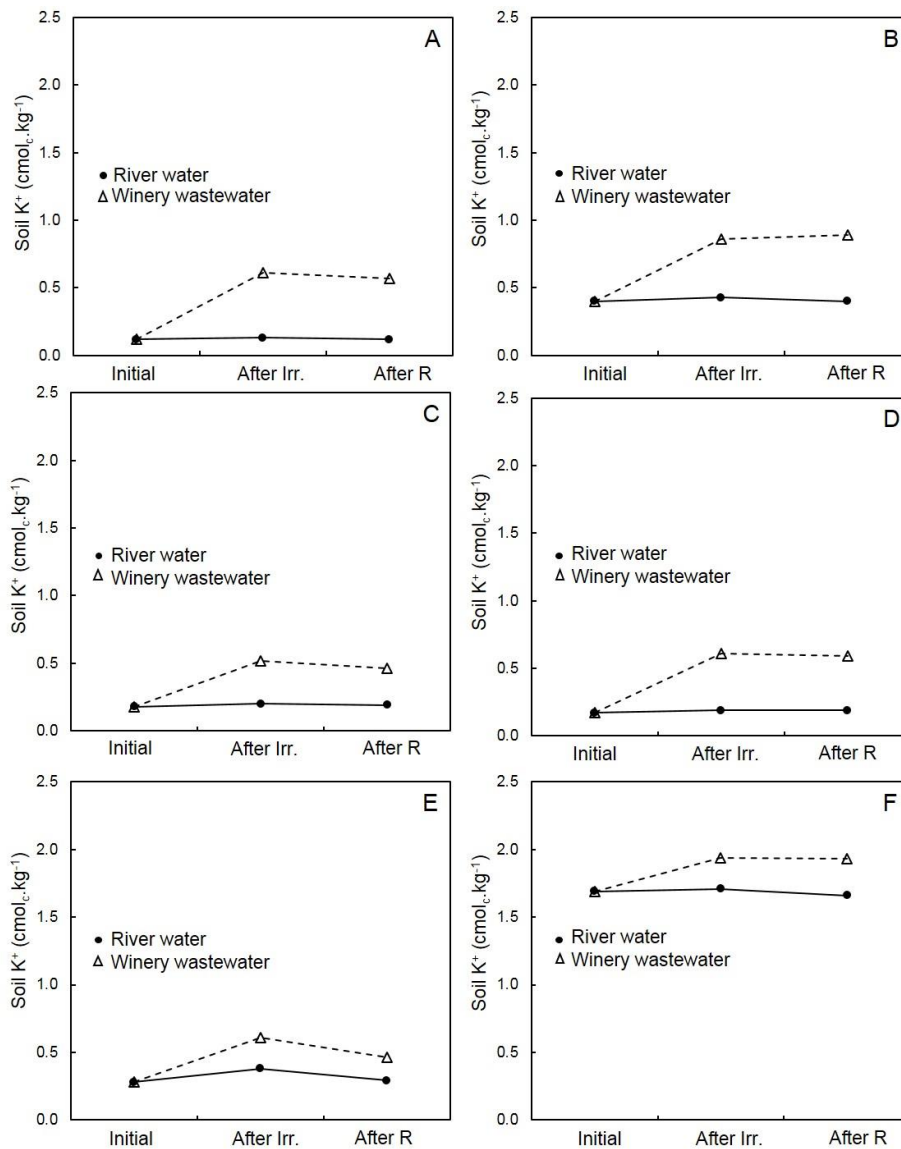 A
2.5
2.0
1.5
1.0
0.5
0.0
Soil K⁺ (cmol_c.kg⁻¹)
River water
Winery wastewater
Initial After Irr. After R
B
2.5
2.0
1.5
1.0
0.5
0.0
Soil K⁺ (cmol_c.kg⁻¹)
River water
Winery wastewater
Initial After Irr. After R
C
2.5
2.0
1.5
1.0
0.5
0.0
Soil K⁺ (cmol_c.kg⁻¹)
River water
Winery wastewater
Initial After Irr. After R
D
2.5
2.0
1.5
1.0
0.5
0.0
Soil K⁺ (cmol_c.kg⁻¹)
River water
Winery wastewater
Initial After Irr. After R
E
2.5
2.0
1.5
1.0
0.5
0.0
Soil K⁺ (cmol_c.kg⁻¹)
River water
Winery wastewater
Initial After Irr. After R
F
2.5
2.0
1.5
1.0
0.5
0.0
Soil K⁺ (cmol_c.kg⁻¹)
River water
Winery wastewater
Initial After Irr. After R